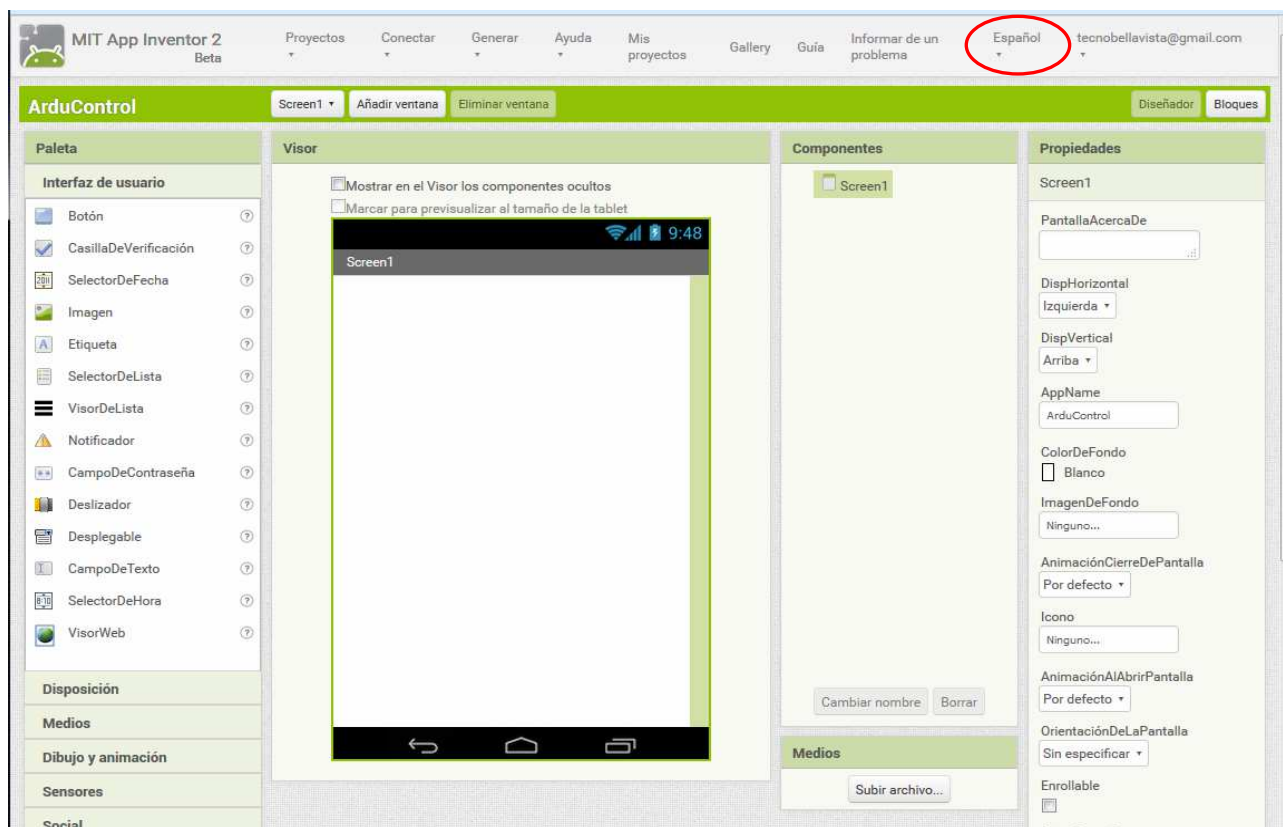 MIT App Inventor 2
Beta
Proyectos
Conectar
Generar
Ayuda
Mis
proyectos
Gallery
Guía
Informar de un
problema
Español
tecnobellavista@gmail.com
ArduControl
Screen1
Añadir ventana
Eliminar ventana
Diseñador
Bloques
Paleta
Interfaz de usuario
Botón
CasillaDeVerificación
SelectorDeFecha
Imagen
Etiqueta
SelectorDeLista
VisorDeLista
Notificador
CampoDeContraseña
Deslizador
Desplegable
CampoDeTexto
SelectorDeHora
VisorWeb
Disposición
Medios
Dibujo y animación
Sensores
Social
Visor
Mostrar en el Visor los componentes ocultos
Marcar para previsualizar al tamaño de la tablet
9:48
Screen1
Componentes
Screen1
Cambiar nombre
Borrar
Medios
Subir archivo...
Propiedades
Screen1
PantallaAcercaDe
DispHorizontal
Izquierda
DispVertical
Arriba
AppName
ArduControl
ColorDeFondo
Blanco
ImagenDeFondo
Ninguno...
AnimaciónCierreDePantalla
Por defecto
Icono
Ninguno...
AnimaciónAlAbrirPantalla
Por defecto
OrientaciónDeLaPantalla
Sin especificar
Enrollable